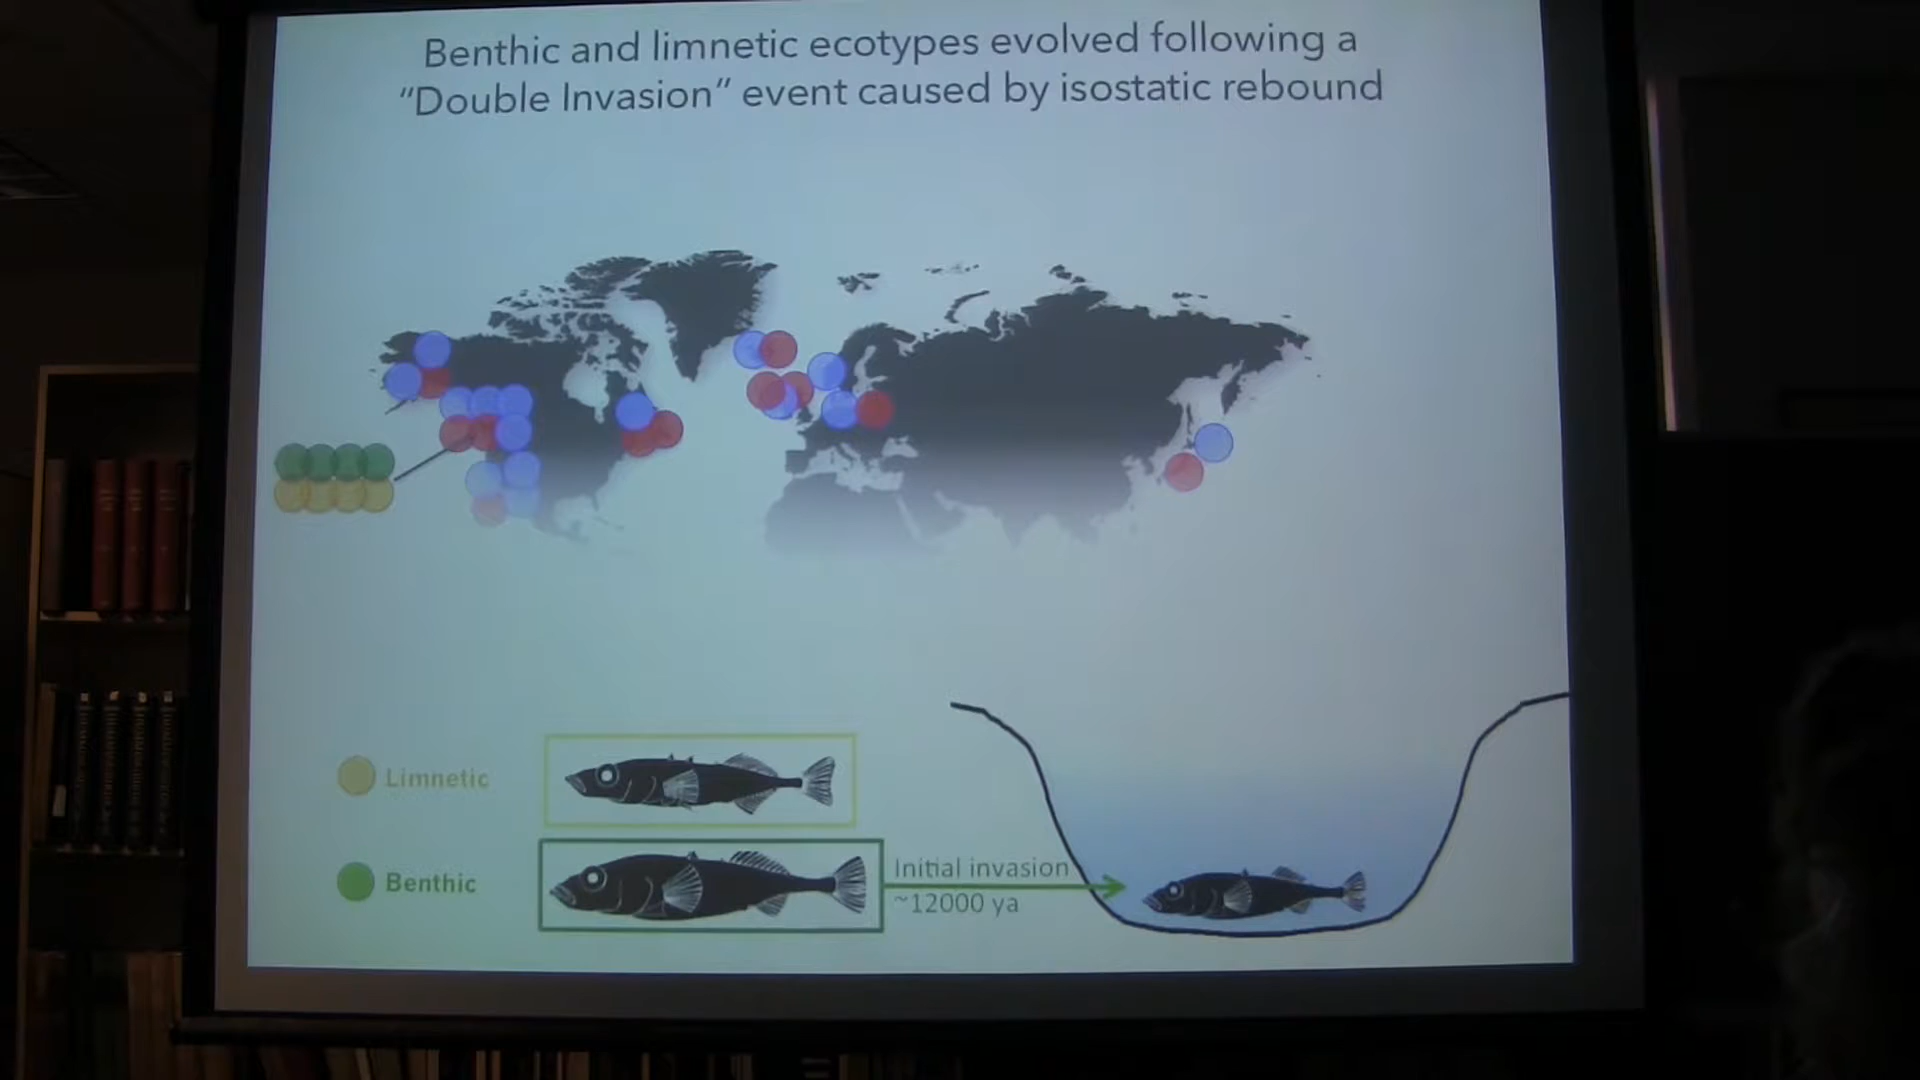 Benthic and limnetic ecotypes evolved following a
“Double Invasion” event caused by isostatic rebound
Limnetic
Benthic
Initial invasion
~12000 ya